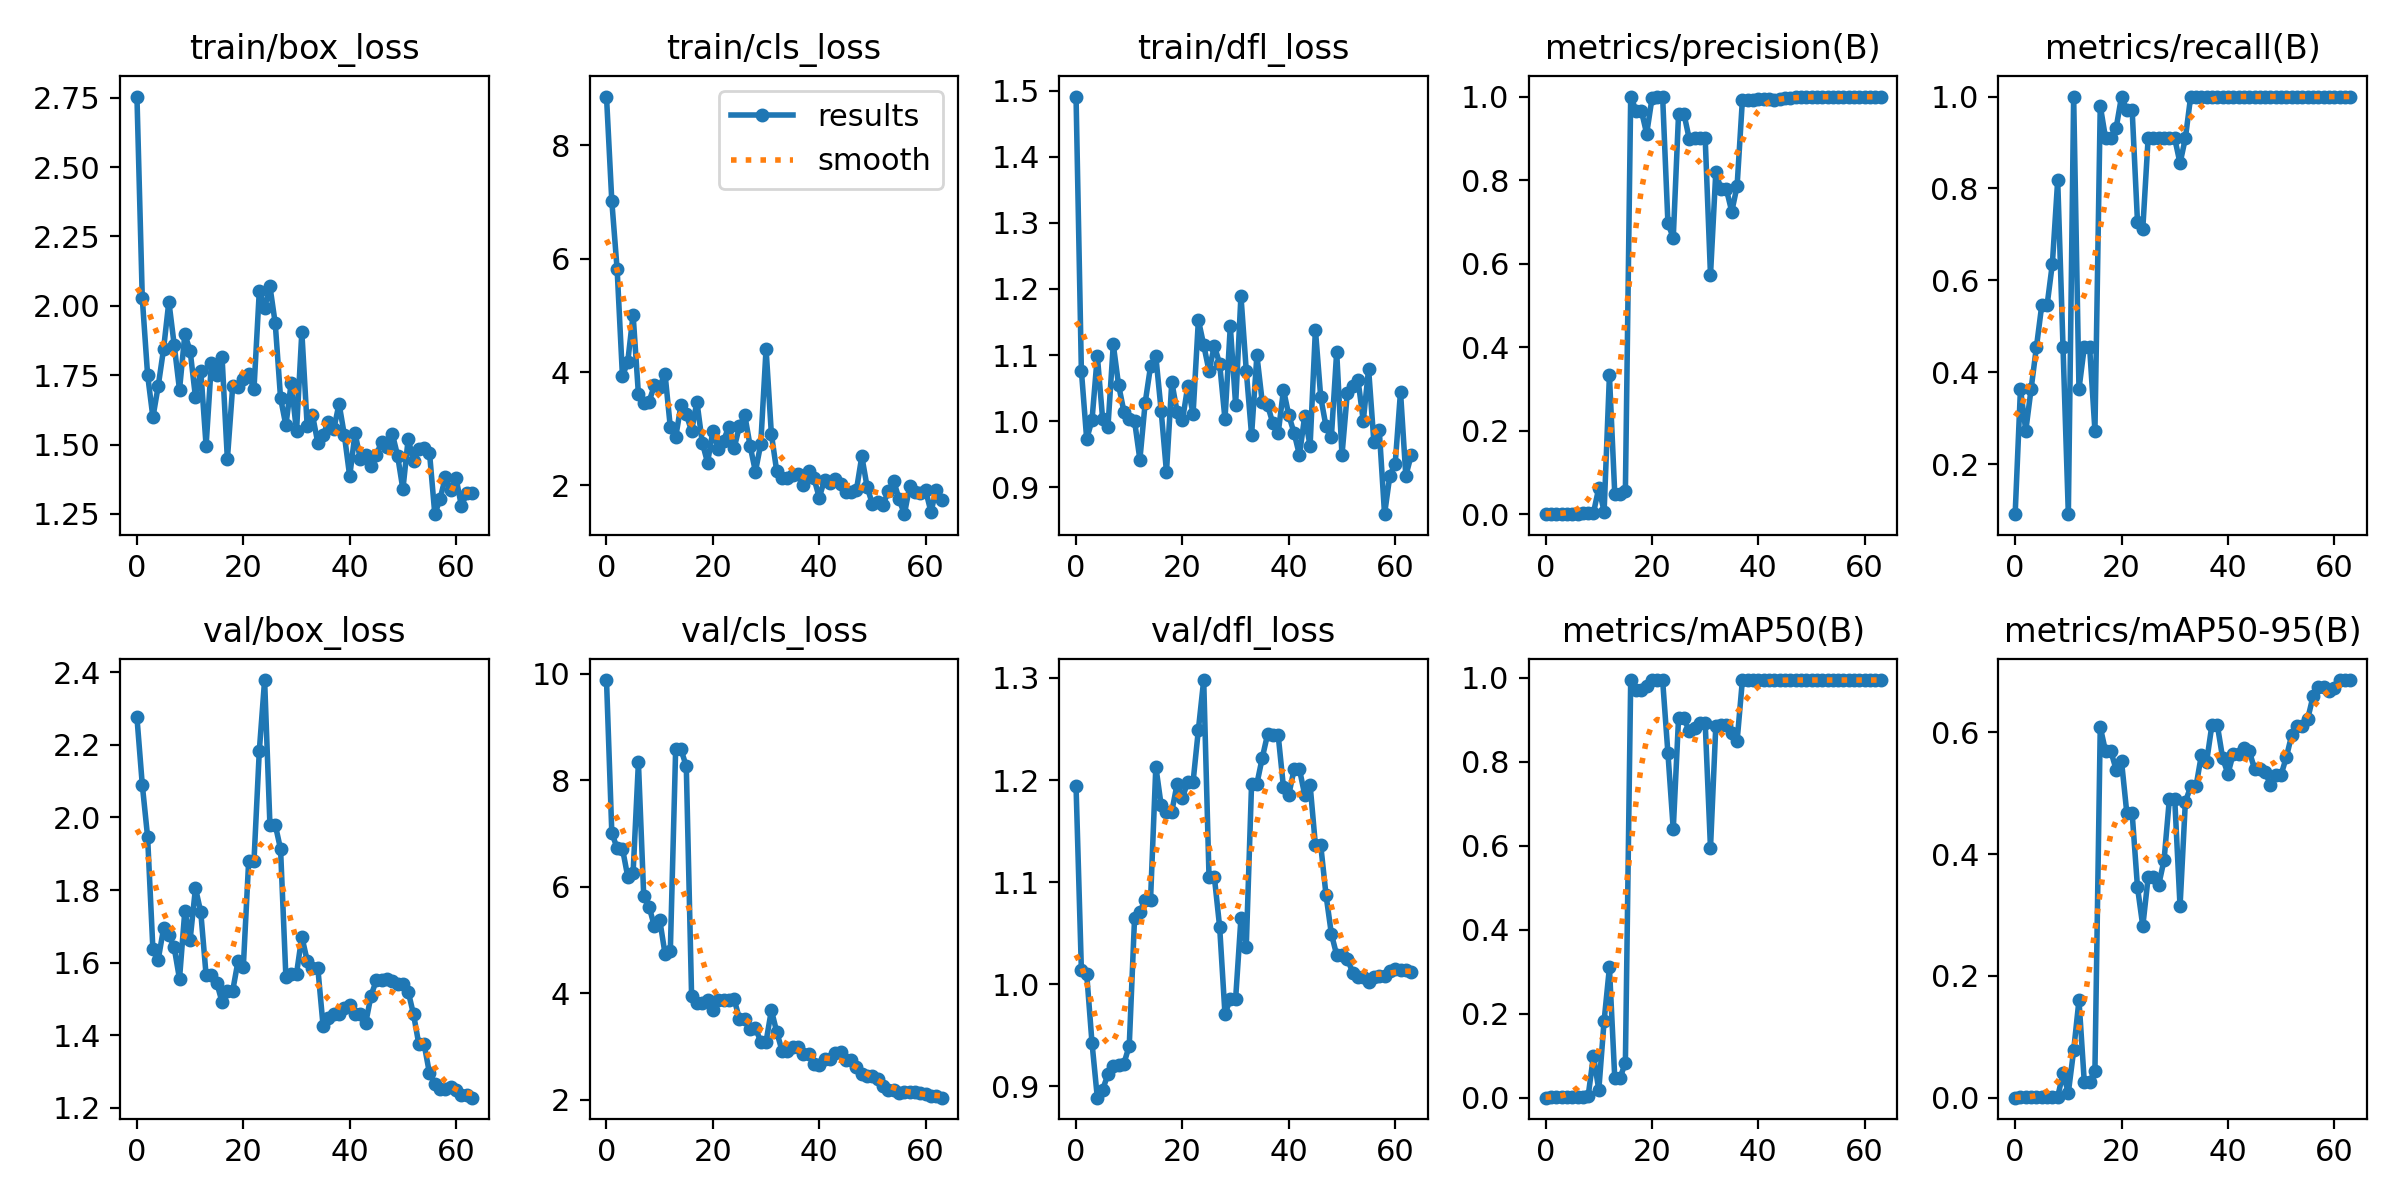 train/box_loss
2.75
2.50
2.25
2.00
1.75
1.50
1.25
0 20 40 60
train/cls_loss
results
smooth
8
6
4
2
0 20 40 60
train/dfl_loss
1.5
1.4
1.3
1.2
1.1
1.0
0.9
0 20 40 60
metrics/precision(B)
1.0
0.8
0.6
0.4
0.2
0.0
0 20 40 60
metrics/recall(B)
1.0
0.8
0.6
0.4
0.2
0 20 40 60
val/box_loss
2.4
2.2
2.0
1.8
1.6
1.4
1.2
0 20 40 60
val/cls_loss
10
8
6
4
2
0 20 40 60
val/dfl_loss
1.3
1.2
1.1
1.0
0.9
0 20 40 60
metrics/mAP50(B)
1.0
0.8
0.6
0.4
0.2
0.0
0 20 40 60
metrics/mAP50-95(B)
0.6
0.4
0.2
0.0
0 20 40 60